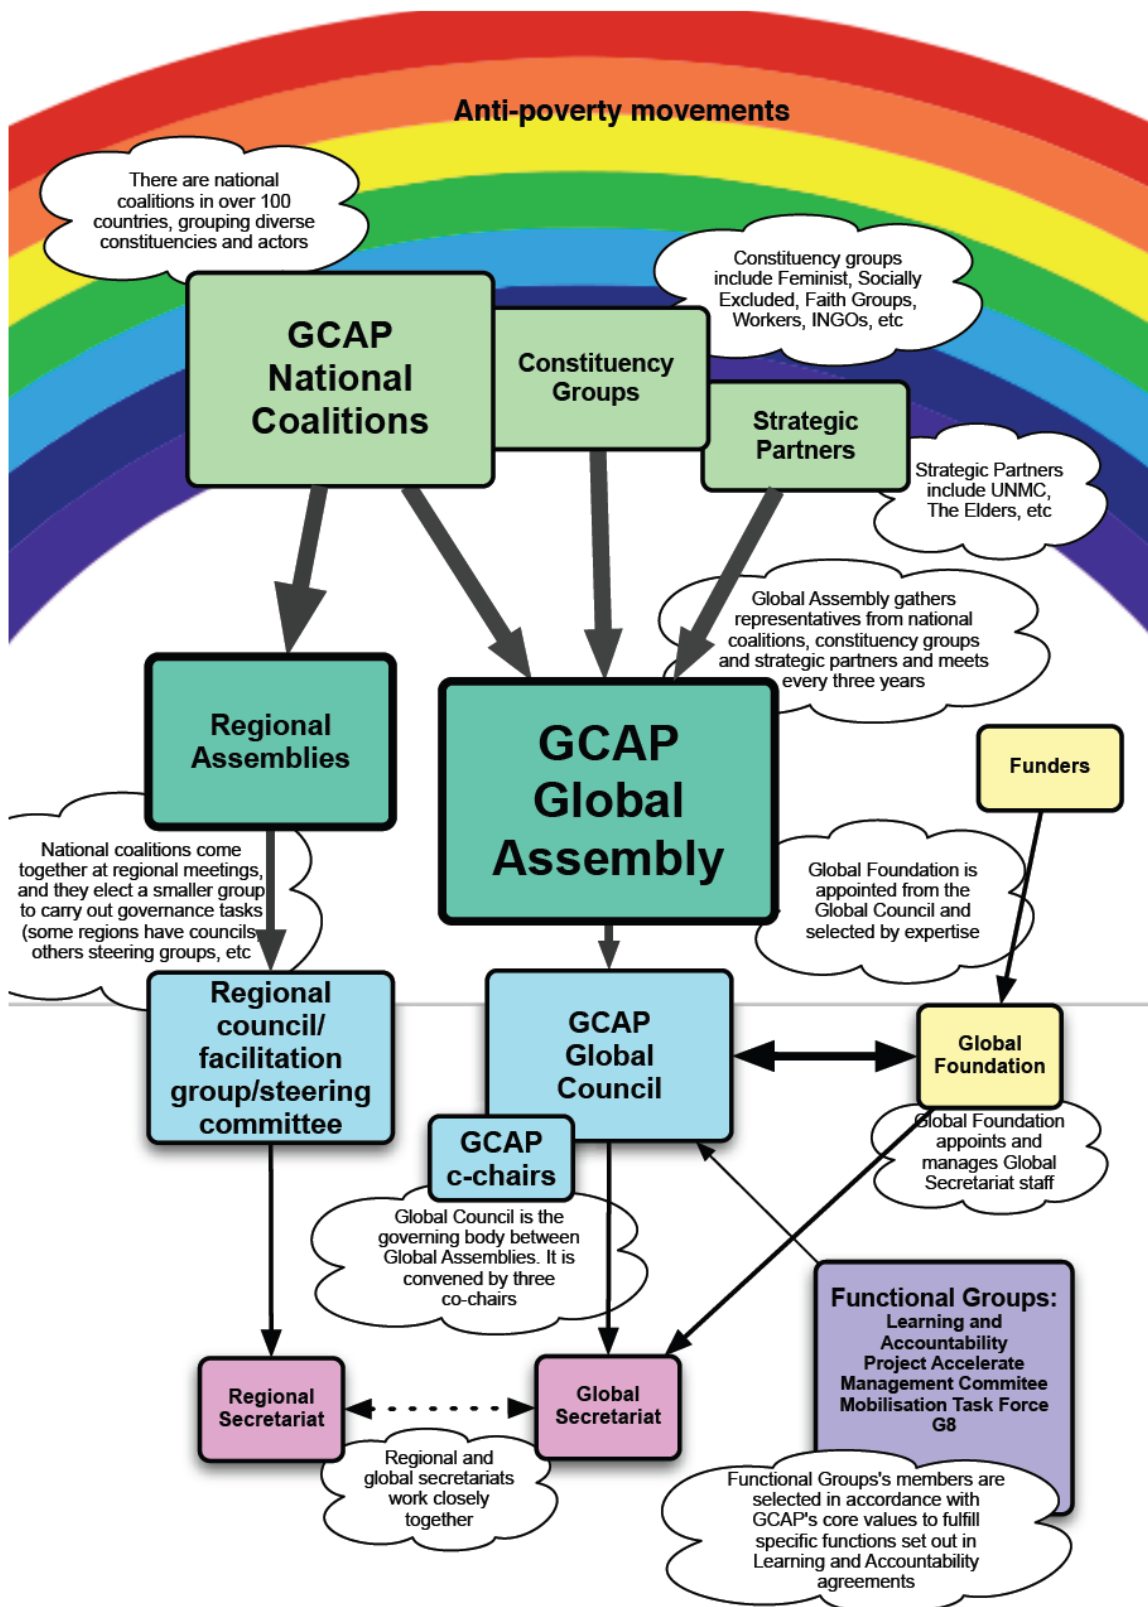 Anti-poverty movements
There are national
coalitions in over 100
countries, grouping diverse
constituencies and actors
Constituency groups
include Feminist, Socially
Excluded, Faith Groups,
Workers, INGOs, etc
GCAP
National
Coalitions
Constituency
Groups
Strategic
Partners
Strategic Partners
include UNMC,
The Elders, etc
Global Assembly gathers
representatives from national
coalitions, constituency groups
and strategic partners and meets
every three years
Regional
Assemblies
GCAP
Global
Assembly
Funders
National coalitions come
together at regional meetings,
and they elect a smaller group
to carry out governance tasks
(some regions have councils,
others steering groups, etc
Global Foundation is
appointed from the
Global Council and
selected by expertise
Regional
council/
facilitation
group/steering
committee
GCAP
Global
Council
Global
Foundation
GCAP
c-chairs
Global Foundation
appoints and
manages Global
Secretariat staff
Global Council is the
governing body between
Global Assemblies. It is
convened by three
co-chairs
Functional Groups:
Learning and
Accountability
Project Accelerate
Management Commitee
Mobilisation Task Force
G8
Regional
Secretariat
Global
Secretariat
Regional and
global secretariats
work closely
together
Functional Groups's members are
selected in accordance with
GCAP's core values to fulfill
specific functions set out in
Learning and Accountability
agreements